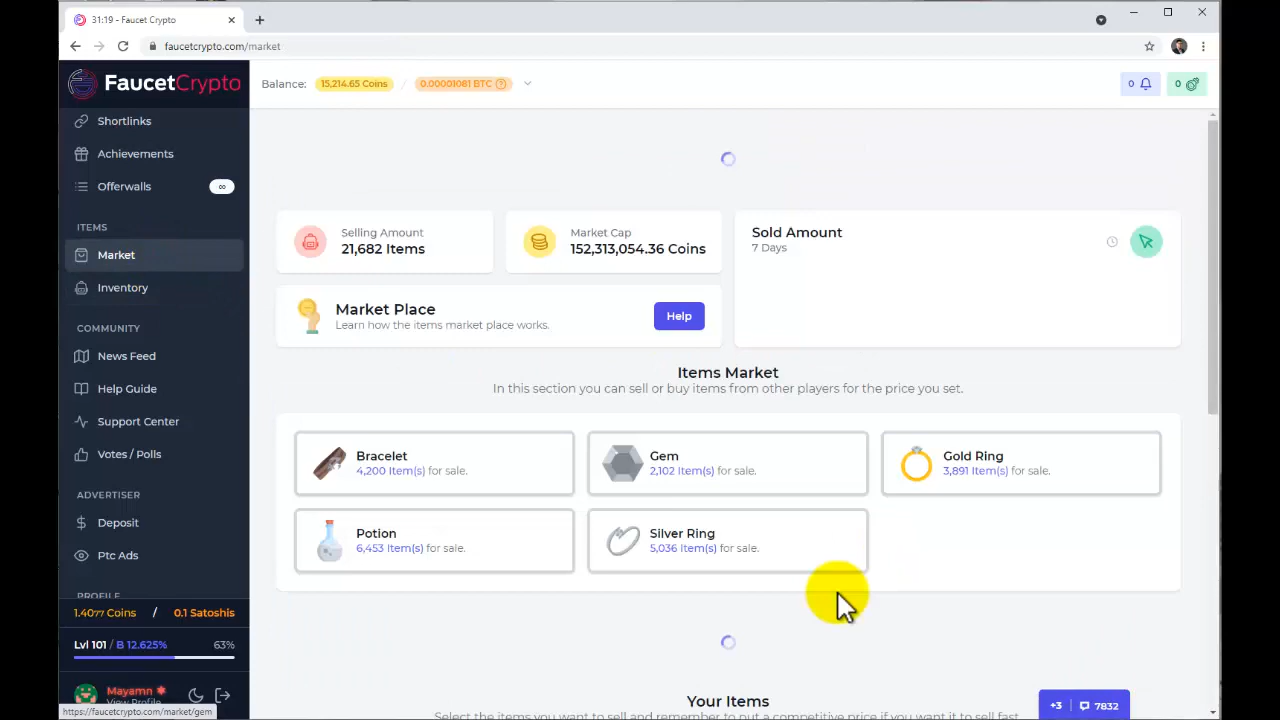 31:19 - Faucet Crypto
faucetcrypto.com/market
FaucetCrypto
Balance: 15,214.65 Coins / 0.00001081 BTC
0
0
Shortlinks
Achievements
Offerwalls ∞
ITEMS
Market
Inventory
COMMUNITY
News Feed
Help Guide
Support Center
Votes / Polls
ADVERTISER
Deposit
Ptc Ads
PROFILE
1.4077 Coins / 0.1 Satoshis
Lvl 101 / B 12.625% 63%
Mayamn
View Profile
https://faucetcrypto.com/market/gem
Selling Amount
21,682 Items
Market Cap
152,313,054.36 Coins
Sold Amount
7 Days
Market Place
Learn how the items market place works.
Help
Items Market
In this section you can sell or buy items from other players for the price you set.
Bracelet
4,200 Item(s) for sale.
Gem
2,102 Item(s) for sale.
Gold Ring
3,891 Item(s) for sale.
Potion
6,453 Item(s) for sale.
Silver Ring
5,036 Item(s) for sale.
Your Items
Select the items you want to sell and remember to put a competitive price if you want it to sell fast
+3 7832